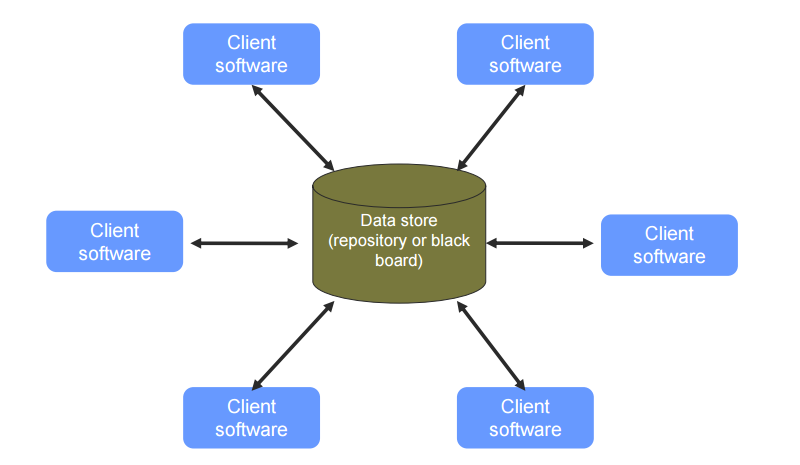 Client
software
Client
software
Client
software
Data store
(repository or black
board)
Client
software
Client
software
Client
software